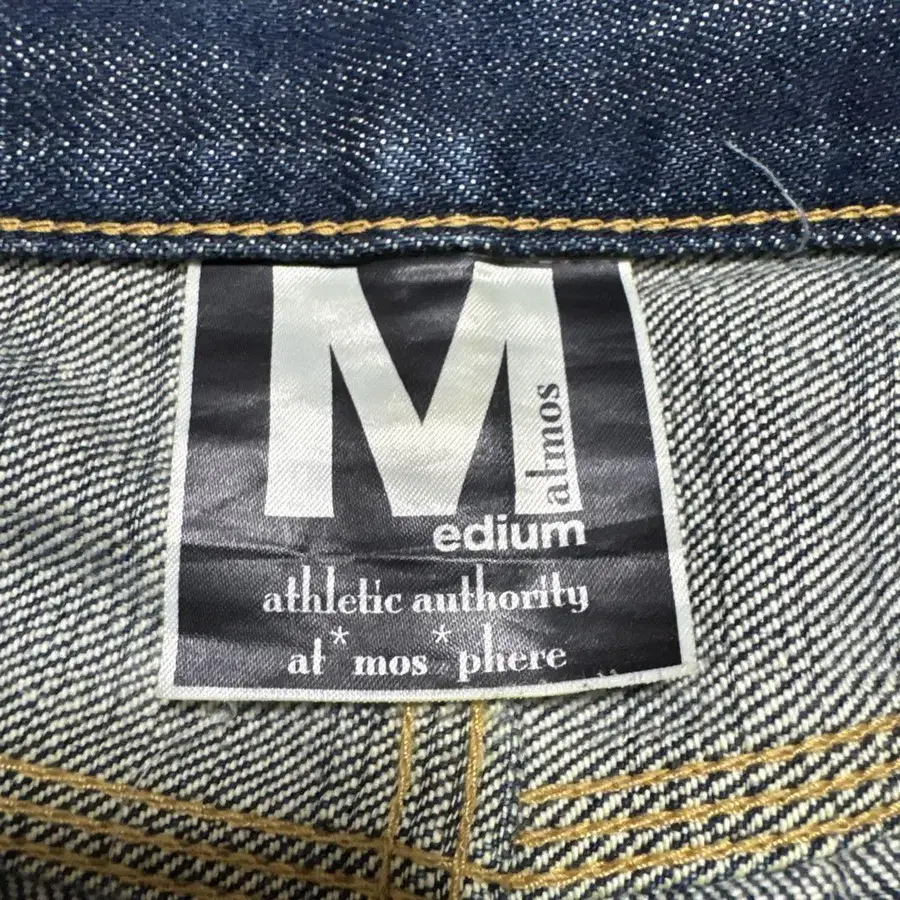 M
atmos
edium
athletic authority
at*mos*phere